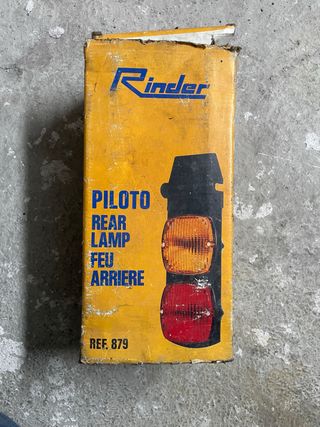 Rinder
PILOTO
REAR
LAMP
FEU
ARRIERE
REF. 879